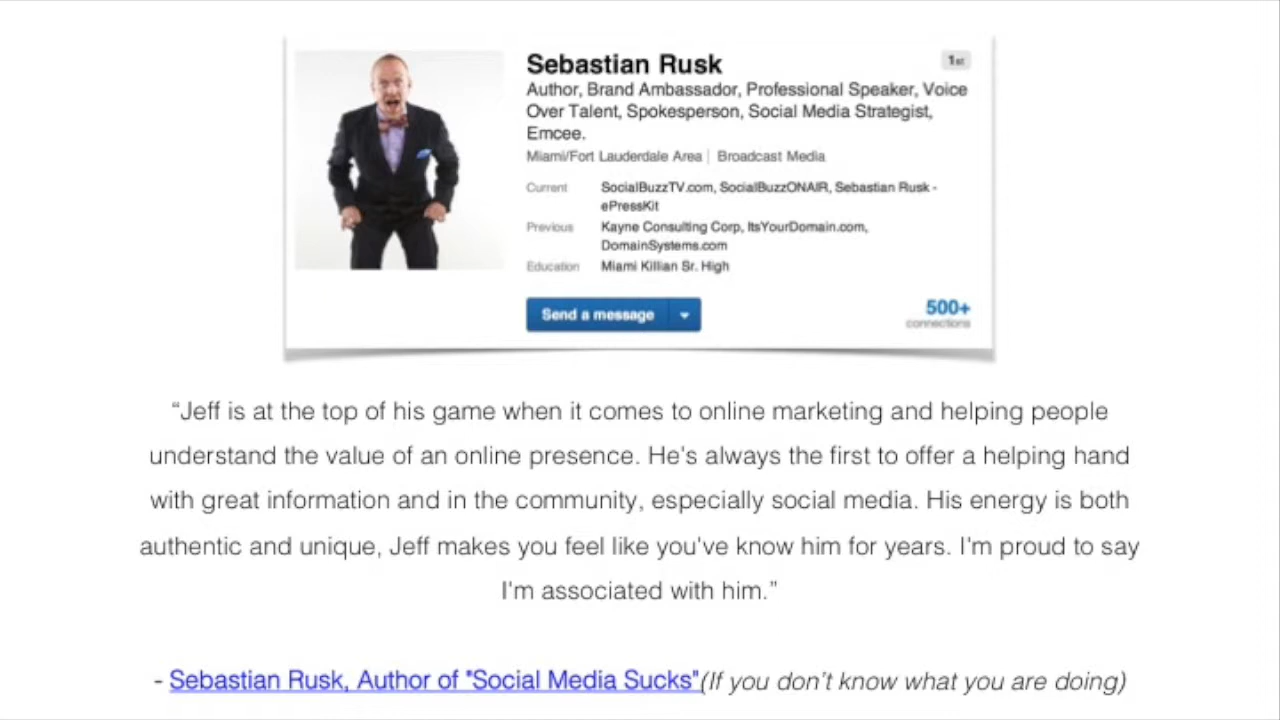 Sebastian Rusk
1st
Author, Brand Ambassador, Professional Speaker, Voice
Over Talent, Spokesperson, Social Media Strategist,
Emcee.
Miami/Fort Lauderdale Area | Broadcast Media
Current SocialBuzzTV.com, SocialBuzzONAIR, Sebastian Rusk -
ePressKit
Previous Kayne Consulting Corp, ItsYourDomain.com,
DomainSystems.com
Education Miami Killian Sr. High
Send a message
500+
connections
“Jeff is at the top of his game when it comes to online marketing and helping people
understand the value of an online presence. He's always the first to offer a helping hand
with great information and in the community, especially social media. His energy is both
authentic and unique, Jeff makes you feel like you've know him for years. I'm proud to say
I'm associated with him.”
- Sebastian Rusk, Author of "Social Media Sucks"(If you don't know what you are doing)